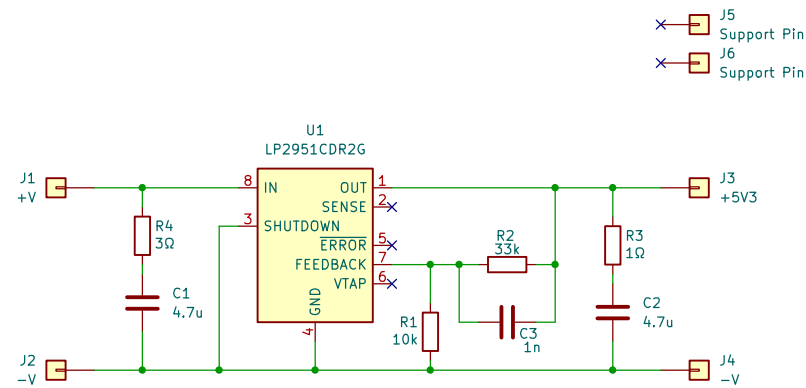 J5
Support Pin
J6
Support Pin
U1
LP2951CDR2G
J1
+V
8
IN
OUT
1
SENSE
2
3
SHUTDOWN
ERROR
5
FEEDBACK
7
VTAP
6
GND
4
J3
+5V3
R4
3Ω
C1
4.7u
R2
33k
C3
1n
R1
10k
R3
1Ω
C2
4.7u
J2
-V
J4
-V